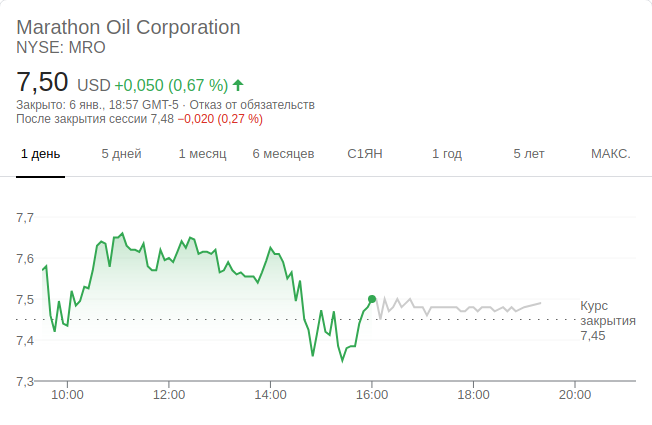 Marathon Oil Corporation
NYSE: MRO
7,50 USD +0,050 (0,67 %)
Закрыто: 6 янв., 18:57 GMT-5 · Отказ от обязательств
После закрытия сессии 7,48 −0,020 (0,27 %)
1 день 5 дней 1 месяц 6 месяцев С1ЯН 1 год 5 лет МАКС.
7,7
7,6
7,5
7,4
7,3
Курс
закрытия
7,45
10:00 12:00 14:00 16:00 18:00 20:00